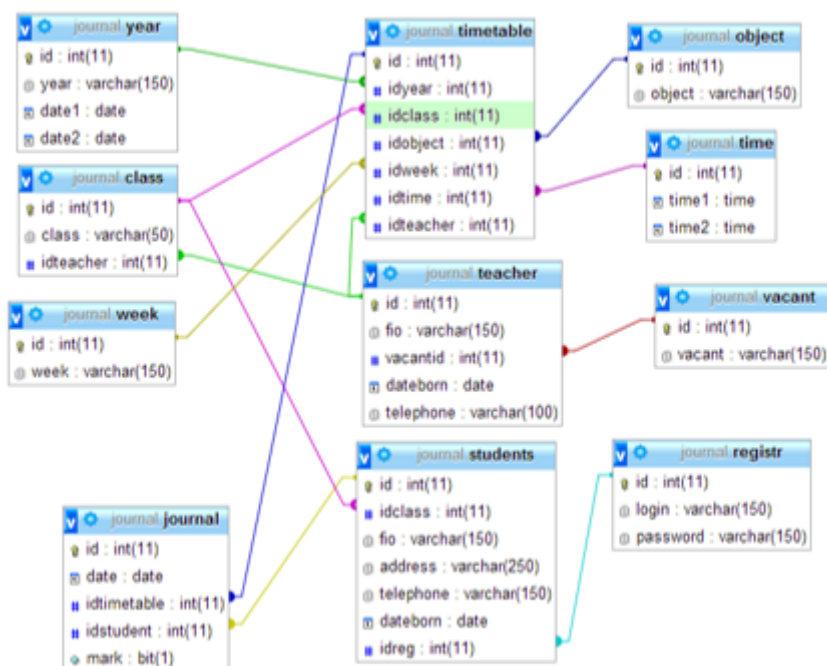 journal year
id : int(11)
year : varchar(150)
date1 : date
date2 : date
journal class
id : int(11)
class : varchar(50)
idteacher : int(11)
journal week
id : int(11)
week : varchar(150)
journal journal
id : int(11)
date : date
idtimetable : int(11)
idstudent : int(11)
mark : bit(1)
journal timetable
id : int(11)
idyear : int(11)
idclass : int(11)
idobject : int(11)
idweek : int(11)
idtime : int(11)
idteacher : int(11)
journal teacher
id : int(11)
fio : varchar(150)
vacantid : int(11)
dateborn : date
telephone : varchar(100)
journal students
id : int(11)
idclass : int(11)
fio : varchar(150)
address : varchar(250)
telephone : varchar(150)
dateborn : date
idreg : int(11)
journal object
id : int(11)
object : varchar(150)
journal time
id : int(11)
time1 : time
time2 : time
journal vacant
id : int(11)
vacant : varchar(150)
journal registr
id : int(11)
login : varchar(150)
password : varchar(150)